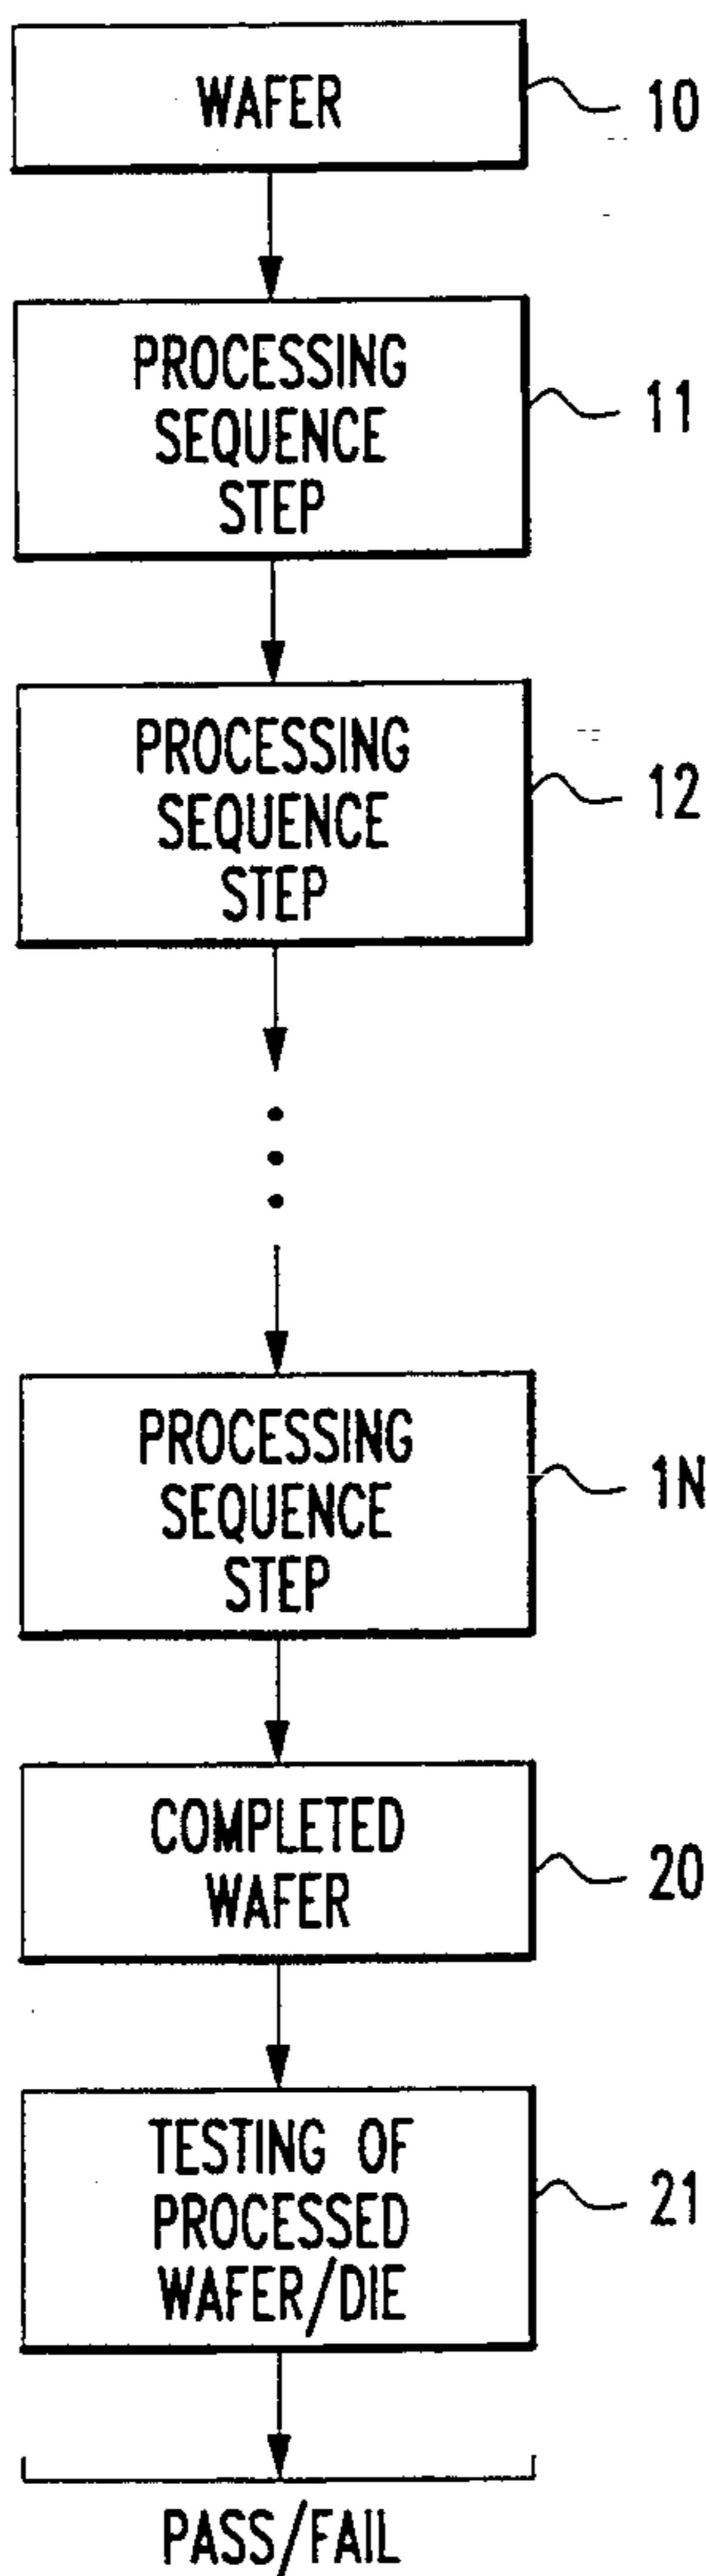 WAFER
10
PROCESSING
SEQUENCE
STEP
11
PROCESSING
SEQUENCE
STEP
12
PROCESSING
SEQUENCE
STEP
1N
COMPLETED
WAFER
20
TESTING OF
PROCESSED
WAFER/DIE
21
PASS/FAIL